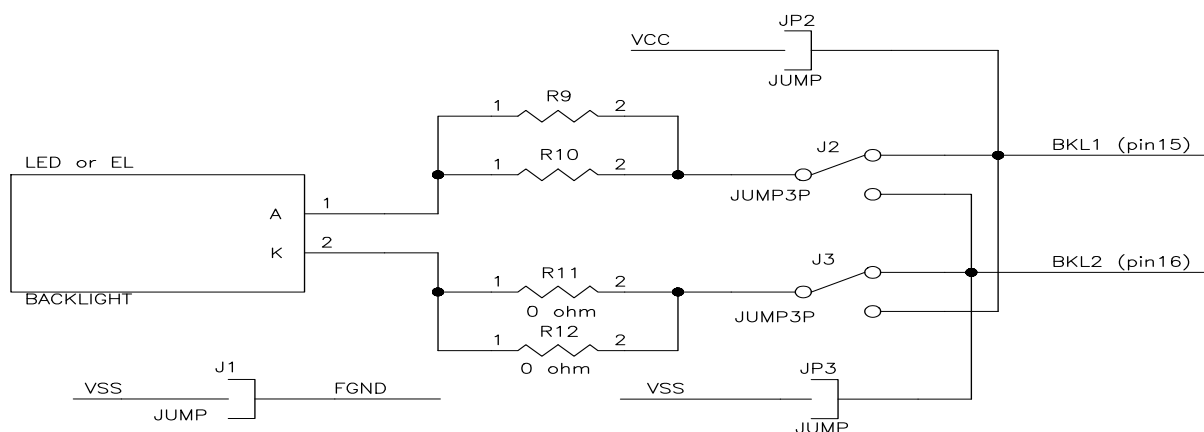 JP2
VCC
JUMP
R9
1 2
R10
1 2
LED or EL
A 1
K 2
BACKLIGHT
J2
JUMP3P
BKL1 (pin15)
J3
JUMP3P
BKL2 (pin16)
R11
1 2
0 ohm
R12
1 2
0 ohm
J1
VSS FGND
JUMP
JP3
VSS
JUMP